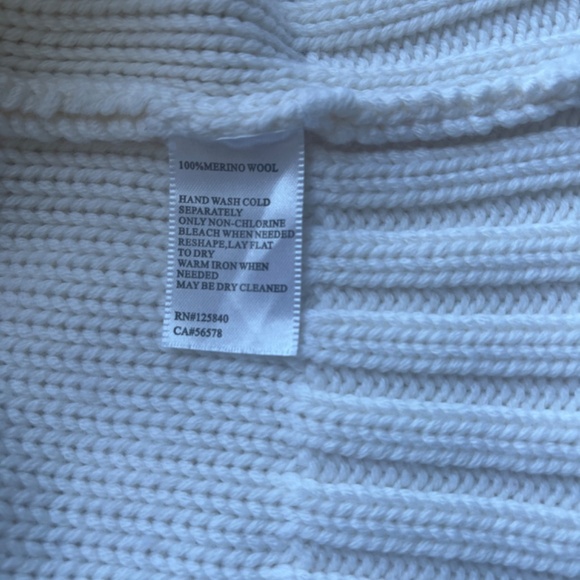 100%MERINO WOOL
HAND WASH COLD
SEPARATELY
ONLY NON-CHLORINE
BLEACH WHEN NEEDED
RESHAPE,LAY FLAT
TO DRY
WARM IRON WHEN
NEEDED
MAY BE DRY CLEANED
RN#125840
CA#56578